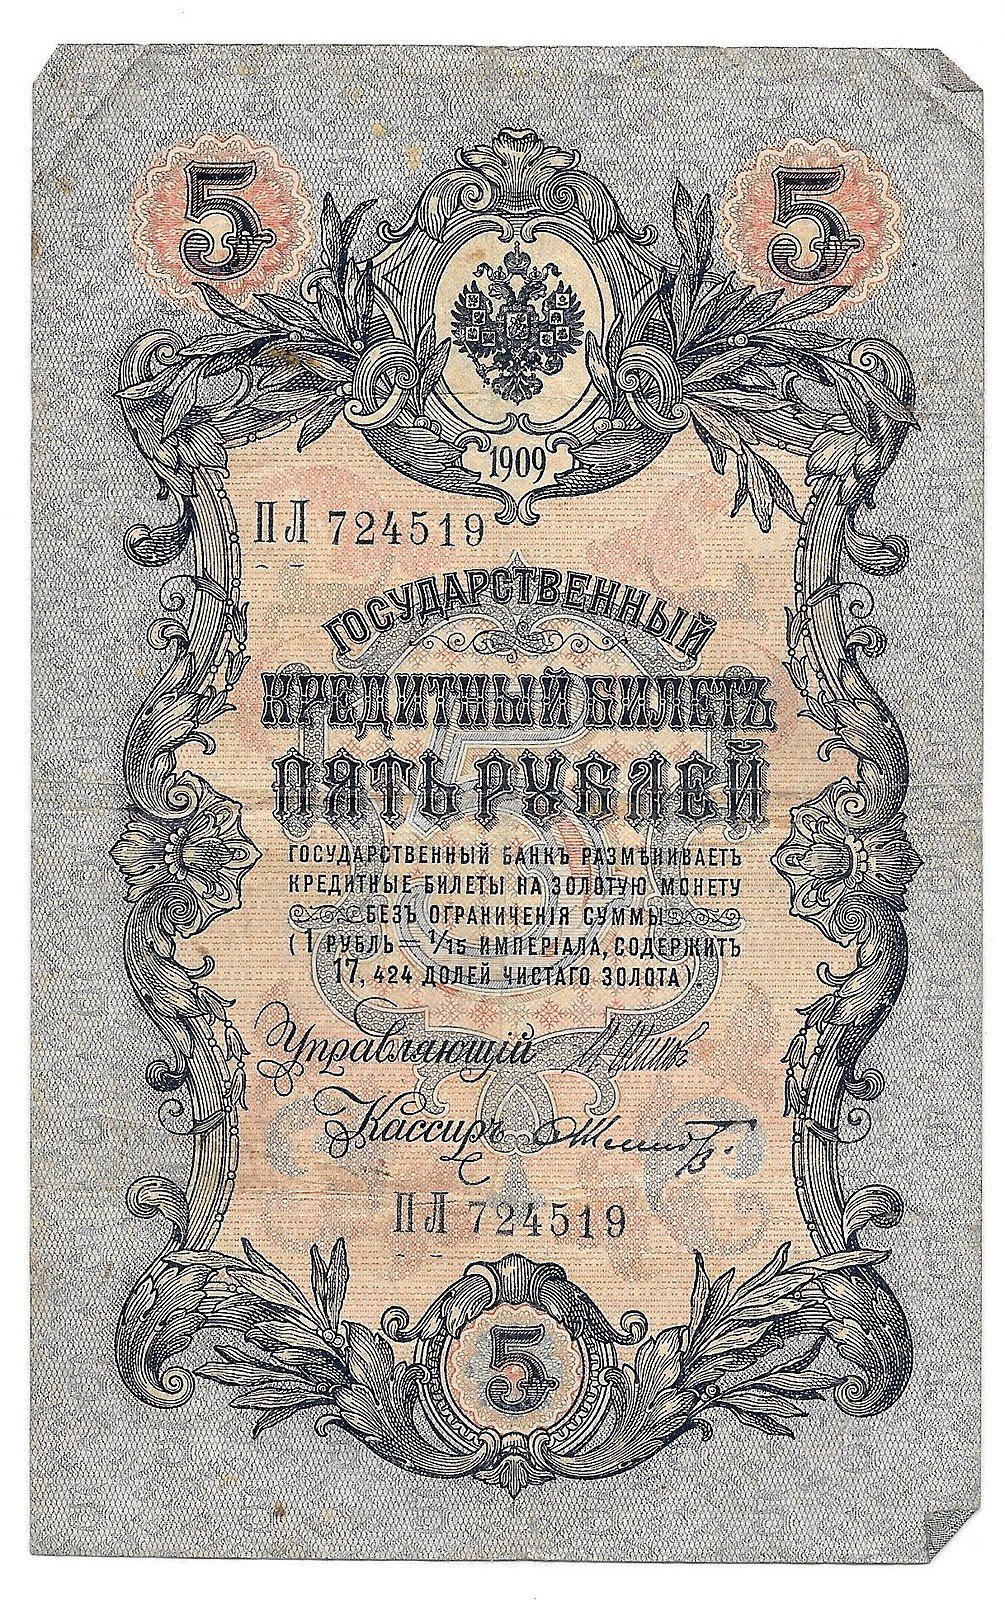 5 5
1909
ПЛ 724519
ГОСУДАРСТВЕННЫЙ
КРЕДИТНЫЙ БИЛЕТЪ
ПЯТЬ РУБЛЕЙ
ГОСУДАРСТВЕННЫЙ БАНКЪ РАЗМѢНИВАЕТЪ
КРЕДИТНЫЕ БИЛЕТЫ НА ЗОЛОТУЮ МОНЕТУ
БЕЗЪ ОГРАНИЧЕНІЯ СУММЫ
(1 РУБЛЬ = 1/15 ИМПЕРІАЛА, СОДЕРЖИТЪ
17,424 ДОЛЕЙ ЧИСТАГО ЗОЛОТА).
Управляющій
Кассиръ
ПЛ 724519
5